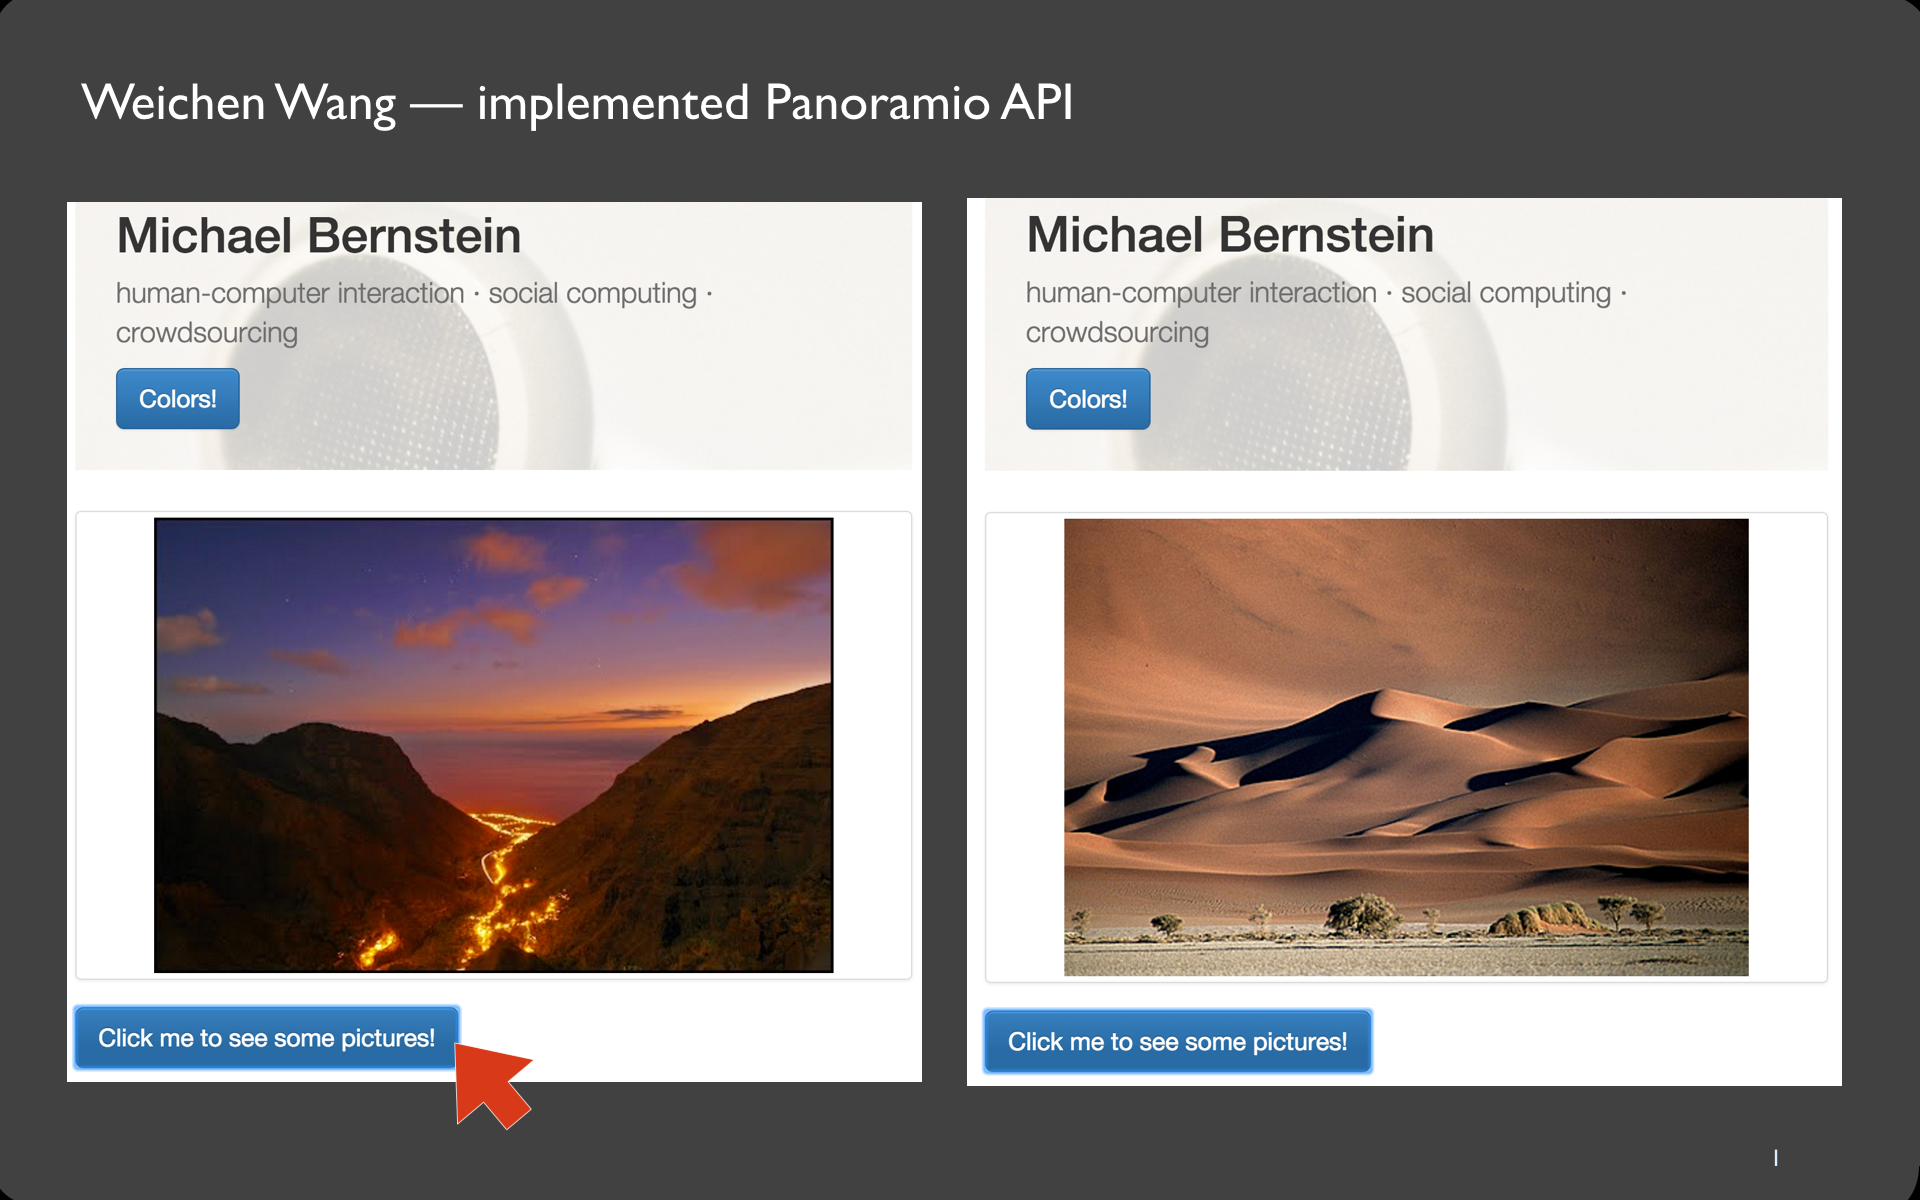 Weichen Wang — implemented Panoramio API
Michael Bernstein
human-computer interaction · social computing ·
crowdsourcing
Colors!
Click me to see some pictures!
Michael Bernstein
human-computer interaction · social computing ·
crowdsourcing
Colors!
Click me to see some pictures!
1